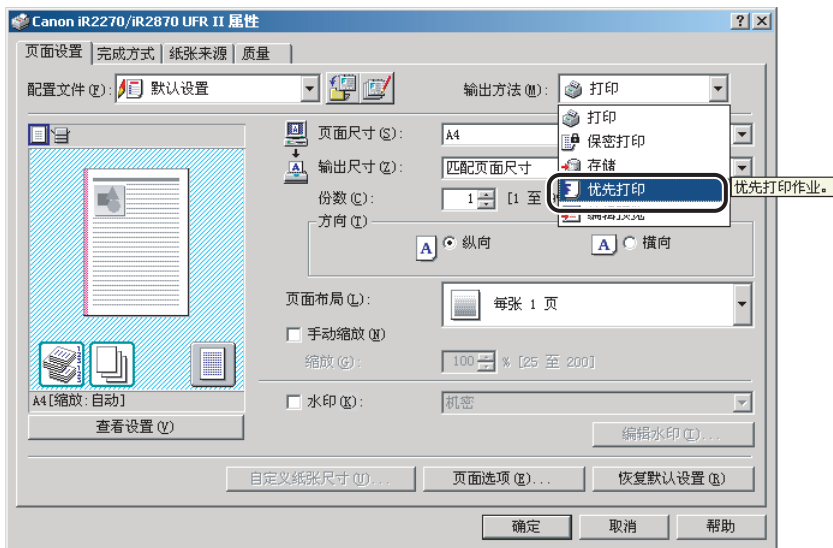 Canon iR2270/iR2870 UFR II 属性
页面设置 完成方式 纸张来源 质量
配置文件(F): 默认设置 输出方法(M): 打印
打印
保密打印
存储
优先打印
优先打印作业。
编辑预览
页面尺寸(S): A4
输出尺寸(Z): 匹配页面尺寸
份数(C): 1 [1 至
方向(T)
A 纵向 A 横向
页面布局(L): 每张 1 页
手动缩放(N)
缩放(G): 100 % [25 至 200]
A4[缩放:自动]
水印(K): 机密
查看设置(V) 编辑水印(I)...
自定义纸张尺寸(U)... 页面选项(E)... 恢复默认设置(R)
确定 取消 帮助